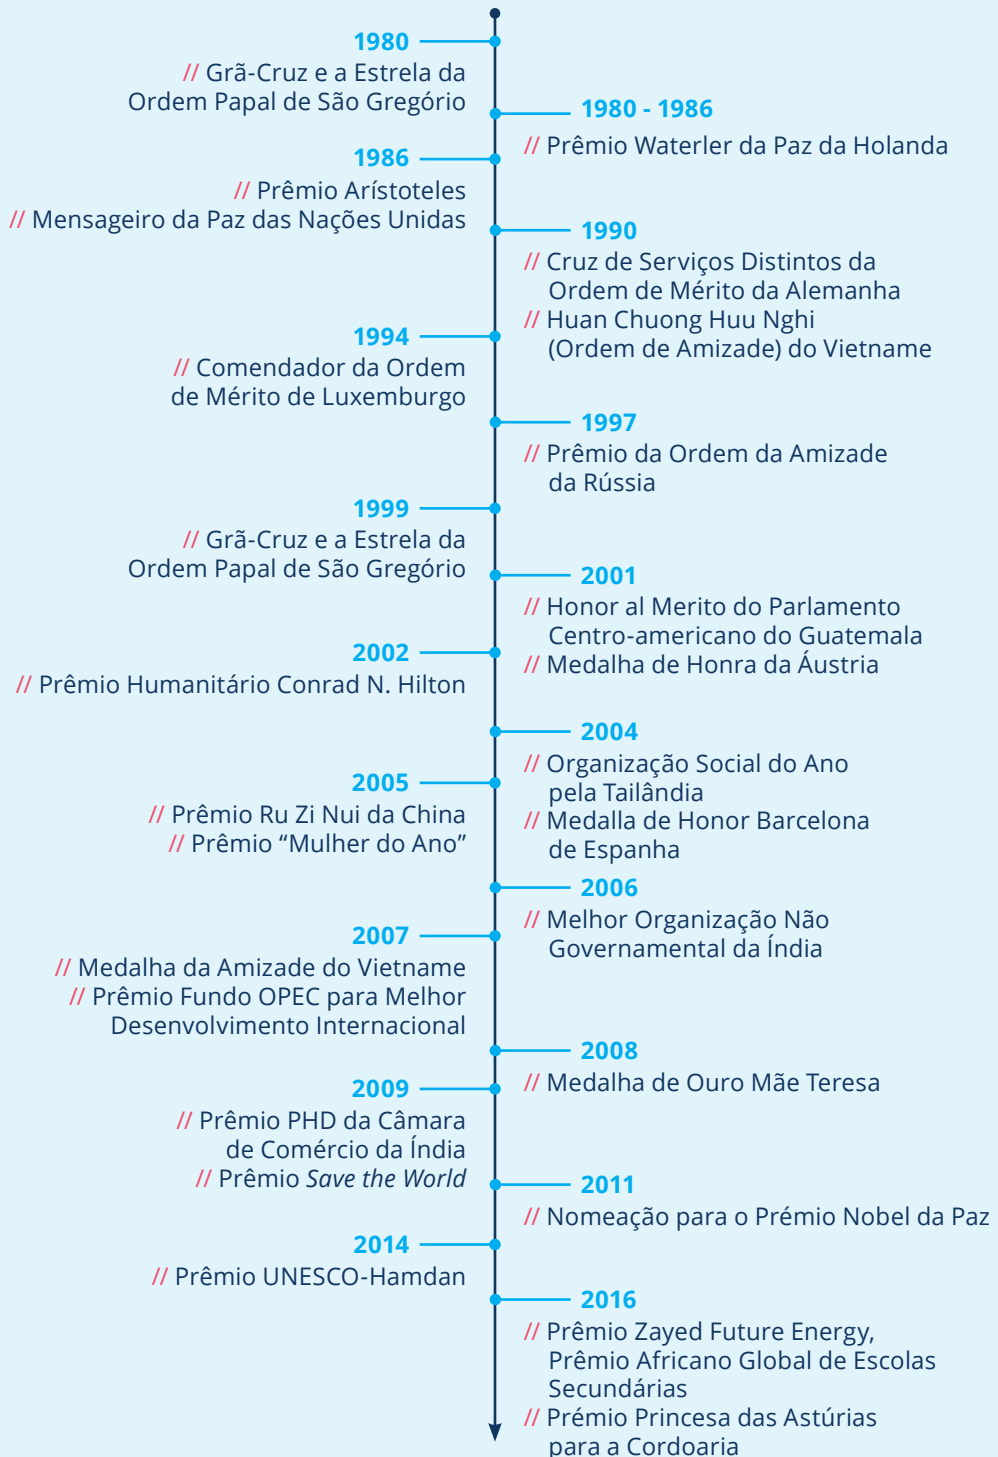 1980
// Grã-Cruz e a Estrela da
Ordem Papal de São Gregório
1980 - 1986
// Prêmio Waterler da Paz da Holanda
1986
// Prêmio Arístoteles
// Mensageiro da Paz das Nações Unidas
1990
// Cruz de Serviços Distintos da
Ordem de Mérito da Alemanha
// Huan Chuong Huu Nghi
(Ordem de Amizade) do Vietname
1994
// Comendador da Ordem
de Mérito de Luxemburgo
1997
// Prêmio da Ordem da Amizade
da Rússia
1999
// Grã-Cruz e a Estrela da
Ordem Papal de São Gregório
2001
// Honor al Merito do Parlamento
Centro-americano do Guatemala
// Medalha de Honra da Áustria
2002
// Prêmio Humanitário Conrad N. Hilton
2004
// Organização Social do Ano
pela Tailândia
// Medalla de Honor Barcelona
de Espanha
2005
// Prêmio Ru Zi Nui da China
// Prêmio “Mulher do Ano”
2006
// Melhor Organização Não
Governamental da Índia
2007
// Medalha da Amizade do Vietname
// Prêmio Fundo OPEC para Melhor
Desenvolvimento Internacional
2008
// Medalha de Ouro Mãe Teresa
2009
// Prêmio PHD da Câmara
de Comércio da Índia
// Prêmio Save the World
2011
// Nomeação para o Prémio Nobel da Paz
2014
// Prêmio UNESCO-Hamdan
2016
// Prêmio Zayed Future Energy,
Prêmio Africano Global de Escolas
Secundárias
// Prémio Princesa das Astúrias
para a Cordoaria